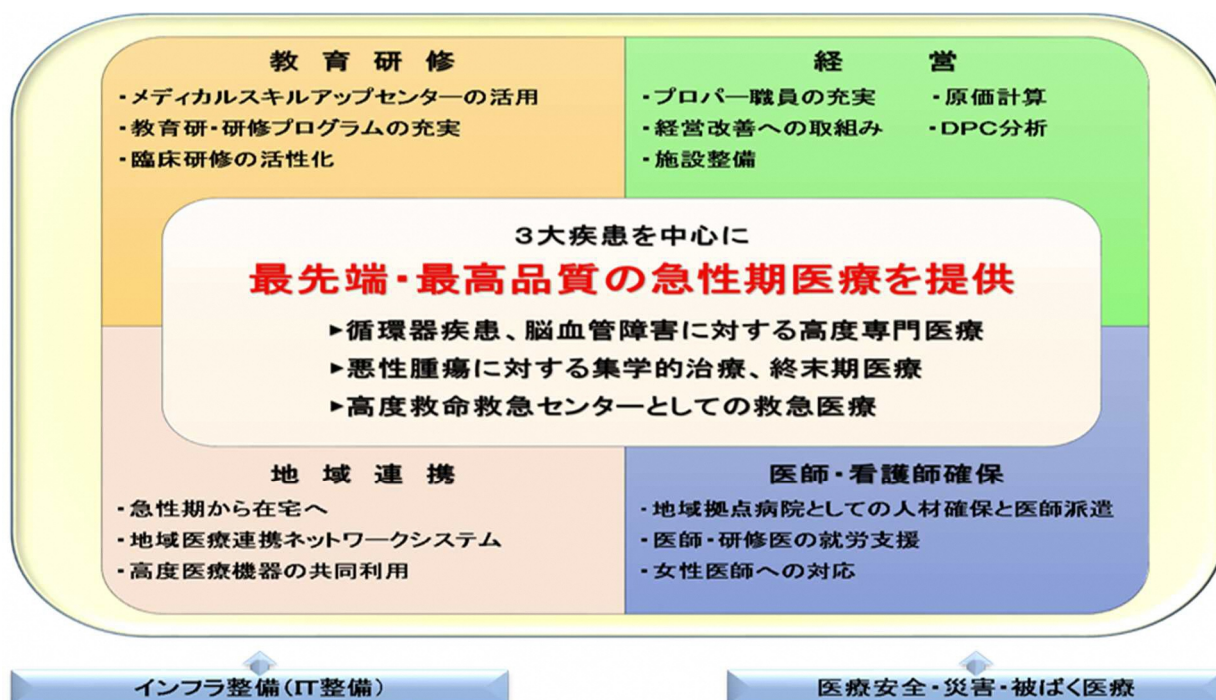 教育研修
・メディカルスキルアップセンターの活用
・教育研・研修プログラムの充実
・臨床研修の活性化
経営
・プロパー職員の充実 ・原価計算
・経営改善への取組み ・DPC分析
・施設整備
３大疾患を中心に
最先端・最高品質の急性期医療を提供
▶循環器疾患、脳血管障害に対する高度専門医療
▶悪性腫瘍に対する集学的治療、終末期医療
▶高度救命救急センターとしての救急医療
地域連携
・急性期から在宅へ
・地域医療連携ネットワークシステム
・高度医療機器の共同利用
医師・看護師確保
・地域拠点病院としての人材確保と医師派遣
・医師・研修医の就労支援
・女性医師への対応
インフラ整備（IT整備）
医療安全・災害・被ばく医療